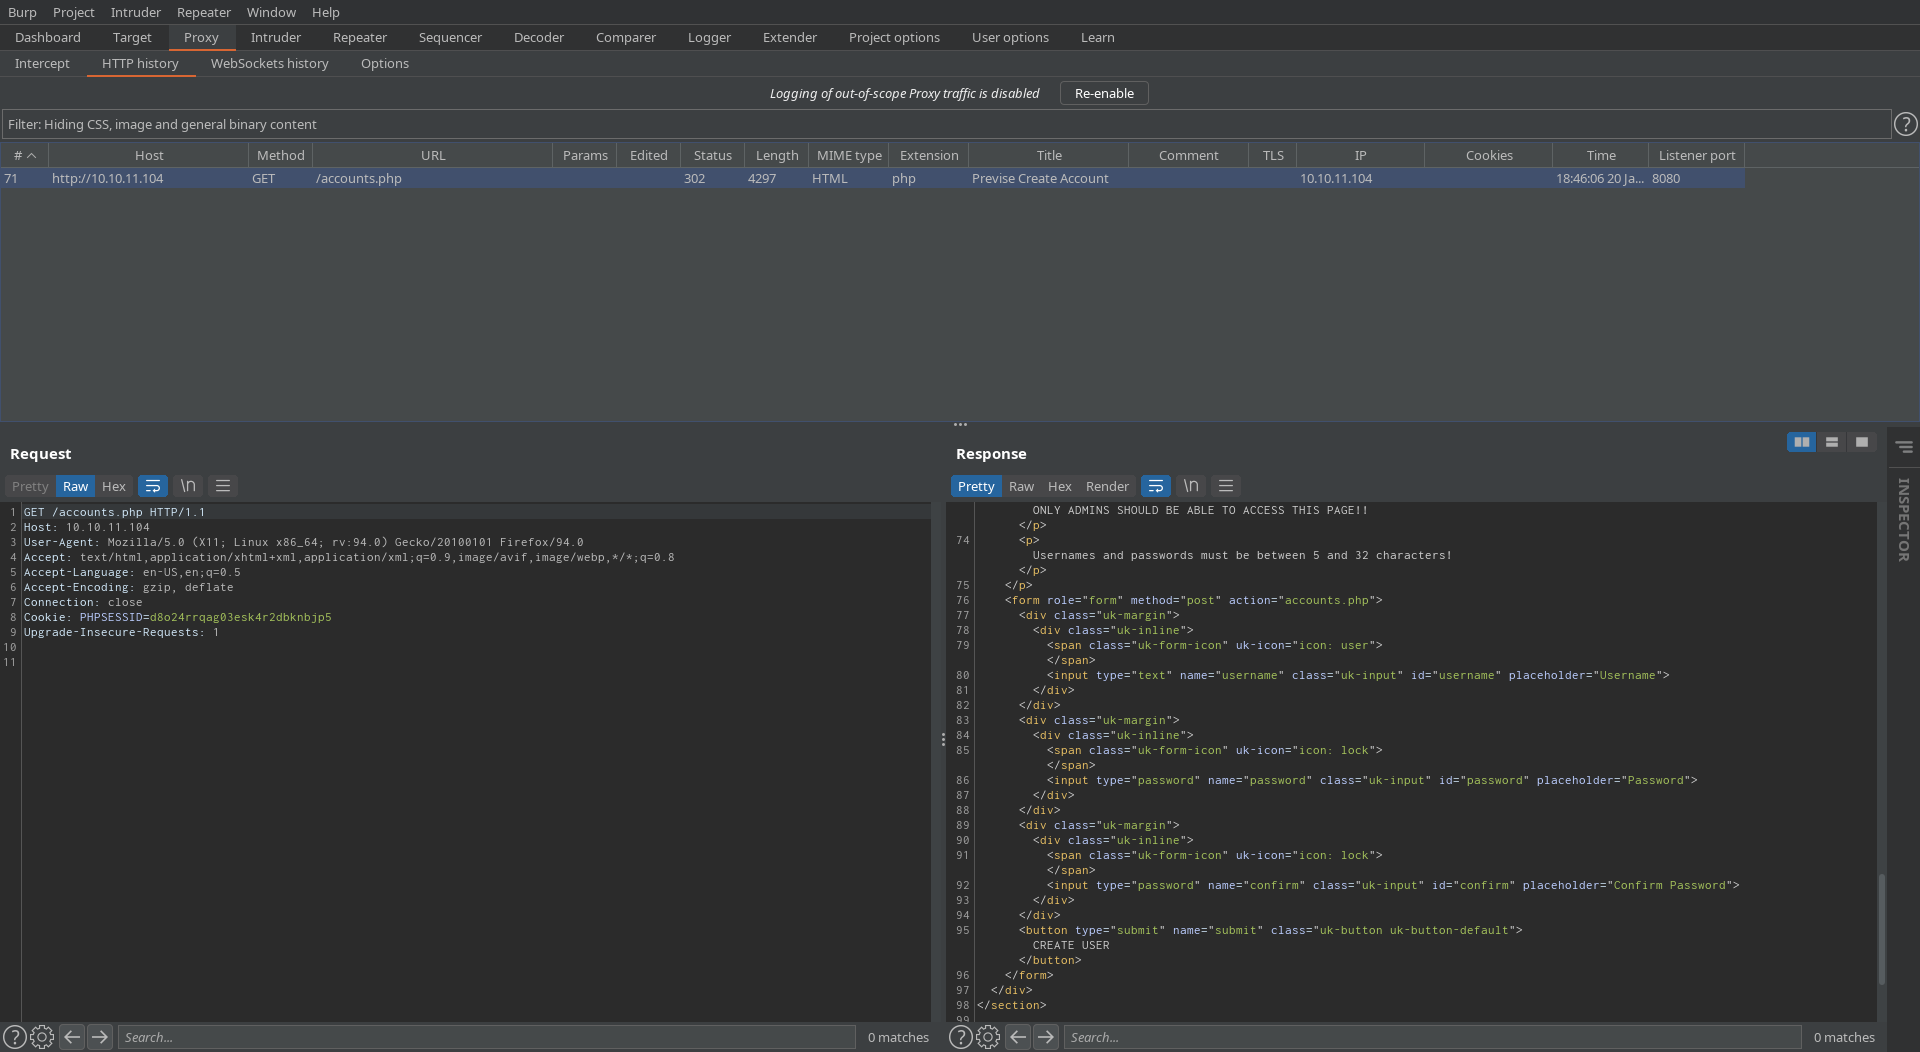 Burp Project Intruder Repeater Window Help
Dashboard Target Proxy Intruder Repeater Sequencer Decoder Comparer Logger Extender Project options User options Learn
Intercept HTTP history WebSockets history Options
Logging of out-of-scope Proxy traffic is disabled Re-enable
Filter: Hiding CSS, image and general binary content ?
# Host Method URL Params Edited Status Length MIME type Extension Title Comment TLS IP Cookies Time Listener port
71 http://10.10.11.104 GET /accounts.php 302 4297 HTML php Previse Create Account 10.10.11.104 18:46:06 20 Ja... 8080
Request
Pretty Raw Hex \n
1 GET /accounts.php HTTP/1.1
2 Host: 10.10.11.104
3 User-Agent: Mozilla/5.0 (X11; Linux x86_64; rv:94.0) Gecko/20100101 Firefox/94.0
4 Accept: text/html,application/xhtml+xml,application/xml;q=0.9,image/avif,image/webp,*/*;q=0.8
5 Accept-Language: en-US,en;q=0.5
6 Accept-Encoding: gzip, deflate
7 Connection: close
8 Cookie: PHPSESSID=d8o24rrqag03esk4r2dbknbjp5
9 Upgrade-Insecure-Requests: 1
10
11
? Search... 0 matches
Response
Pretty Raw Hex Render \n
ONLY ADMINS SHOULD BE ABLE TO ACCESS THIS PAGE!!
</p>
74 <p>
Usernames and passwords must be between 5 and 32 characters!
</p>
75 </p>
76 <form role="form" method="post" action="accounts.php">
77 <div class="uk-margin">
78 <div class="uk-inline">
79 <span class="uk-form-icon" uk-icon="icon: user">
</span>
80 <input type="text" name="username" class="uk-input" id="username" placeholder="Username">
81 </div>
82 </div>
83 <div class="uk-margin">
84 <div class="uk-inline">
85 <span class="uk-form-icon" uk-icon="icon: lock">
</span>
86 <input type="password" name="password" class="uk-input" id="password" placeholder="Password">
87 </div>
88 </div>
89 <div class="uk-margin">
90 <div class="uk-inline">
91 <span class="uk-form-icon" uk-icon="icon: lock">
</span>
92 <input type="password" name="confirm" class="uk-input" id="confirm" placeholder="Confirm Password">
93 </div>
94 </div>
95 <button type="submit" name="submit" class="uk-button uk-button-default">
CREATE USER
</button>
96 </form>
97 </div>
98 </section>
99
? Search... 0 matches
INSPECTOR